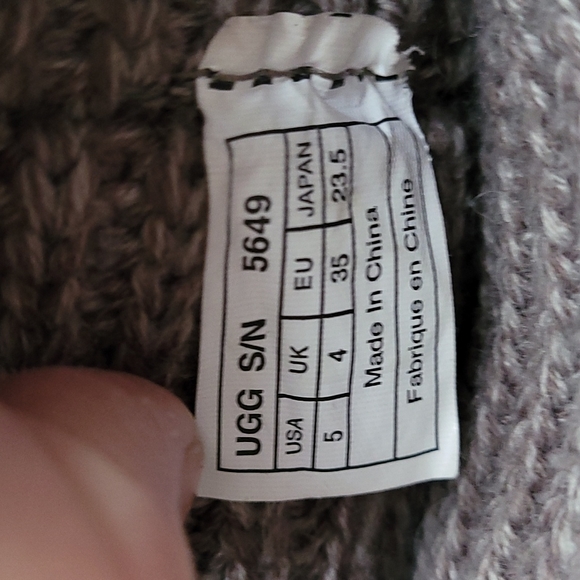 UGG S/N 5649
USA UK EU JAPAN
5 4 35 23.5
Made In China
Fabrique en Chine